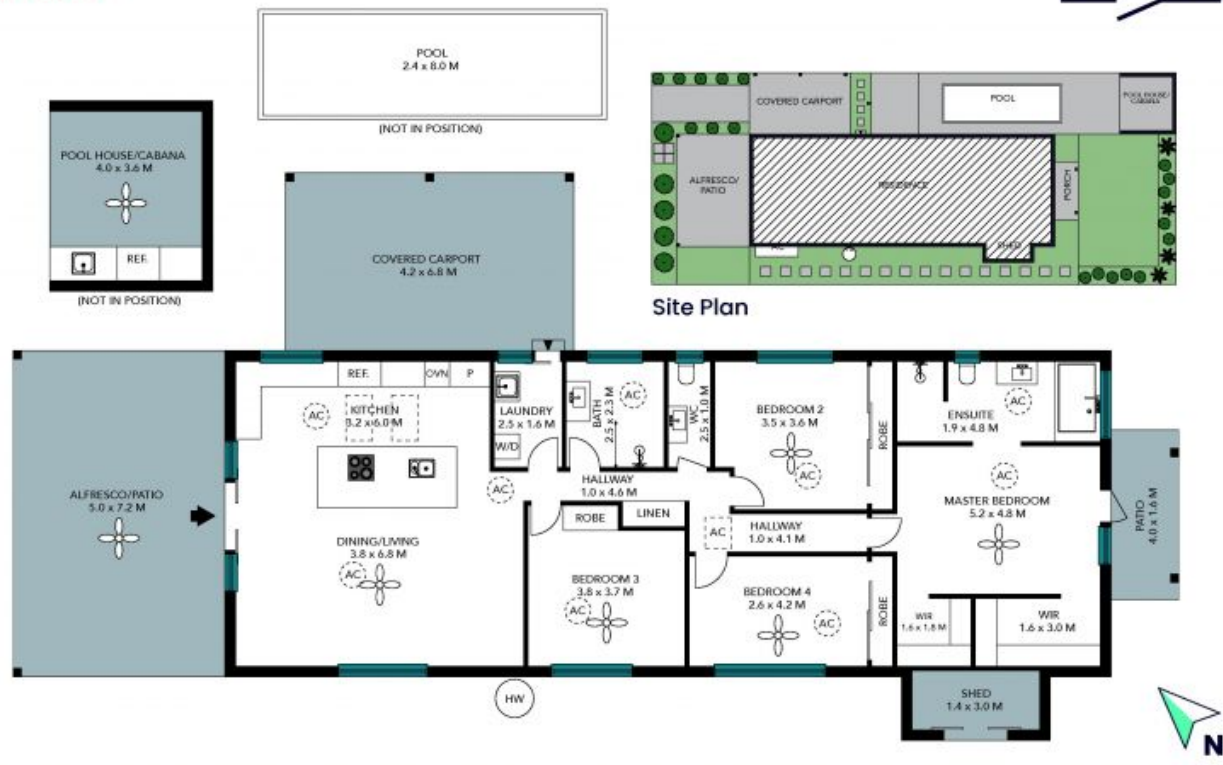 POOL
2.4 x 8.0 M
(NOT IN POSITION)
POOL HOUSE/CABANA
4.0 x 3.6 M
REF.
(NOT IN POSITION)
COVERED CARPORT
4.2 x 6.8 M
COVERED CARPORT
POOL
POOL HOUSE/
CABANA
ALFRESCO/
PATIO
RESIDENCE
PORCH
AC
SHED
Site Plan
ALFRESCO/PATIO
5.0 x 7.2 M
REF.
OVN
P
AC
KITCHEN
3.2 x 6.0 M
DINING/LIVING
3.8 x 6.8 M
AC
AC
LAUNDRY
2.5 x 1.6 M
W/D
BATH
2.5 x 2.3 M
AC
WC
2.5 x 1.0 M
HALLWAY
1.0 x 4.6 M
ROBE
LINEN
BEDROOM 2
3.5 x 3.6 M
AC
ROBE
AC
HALLWAY
1.0 x 4.1 M
BEDROOM 3
3.8 x 3.7 M
AC
BEDROOM 4
2.6 x 4.2 M
AC
ROBE
ENSUITE
1.9 x 4.8 M
AC
AC
MASTER BEDROOM
5.2 x 4.8 M
PATIO
4.0 x 1.6 M
WIR
1.6 x 1.8 M
WIR
1.6 x 3.0 M
SHED
1.4 x 3.0 M
HW
N